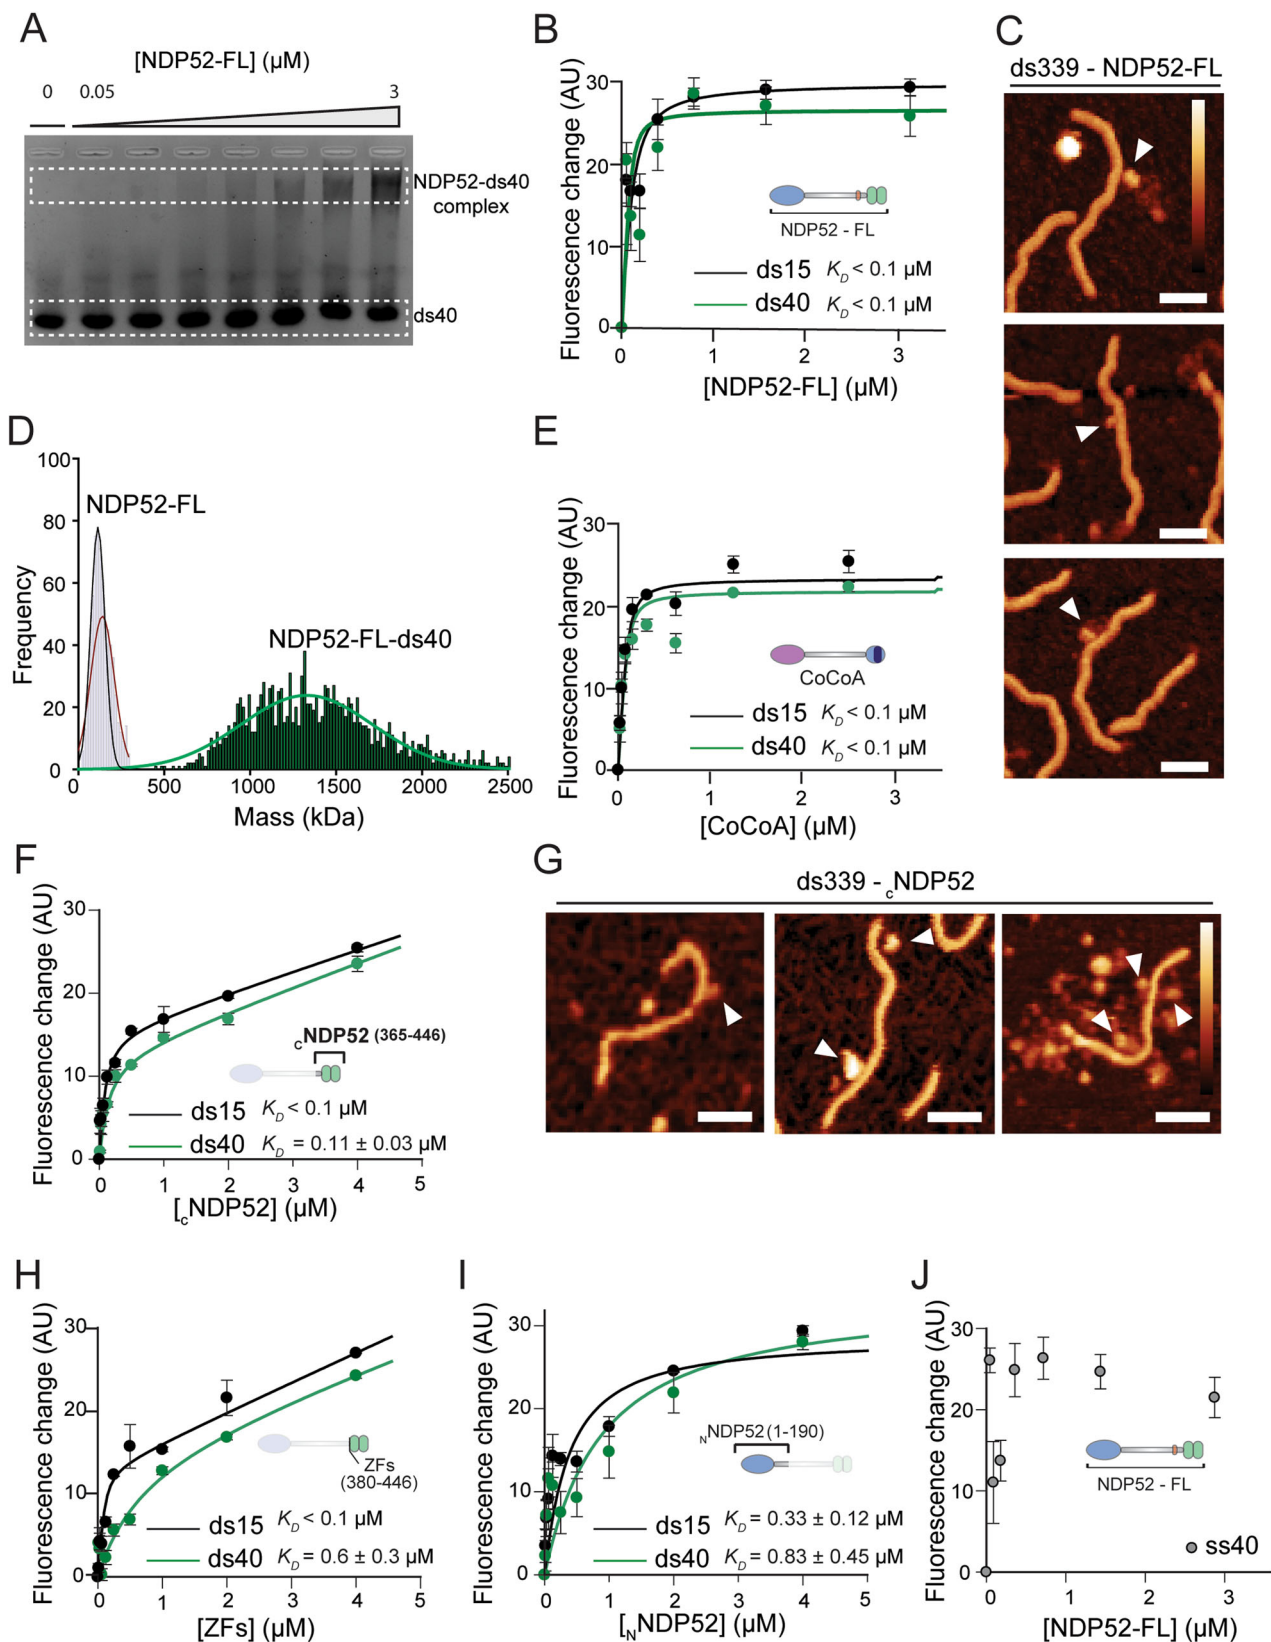 A
[NDP52-FL] (µM)
0 0.05 3
NDP52-ds40
complex
ds40
B
Fluorescence change (AU)
30
20
10
0
0 1 2 3
NDP52 - FL
ds15 K_D < 0.1 µM
ds40 K_D < 0.1 µM
[NDP52-FL] (µM)
C
ds339 - NDP52-FL
D
Frequency
100
80
60
40
20
0
NDP52-FL
NDP52-FL-ds40
0 500 1000 1500 2000 2500
Mass (kDa)
E
Fluorescence change (AU)
30
20
10
0
CoCoA
ds15 K_D < 0.1 µM
ds40 K_D < 0.1 µM
0 1 2 3
[CoCoA] (µM)
F
Fluorescence change (AU)
30
20
10
0
cNDP52 (365-446)
ds15 K_D < 0.1 µM
ds40 K_D = 0.11 ± 0.03 µM
0 1 2 3 4 5
[cNDP52] (µM)
G
ds339 - cNDP52
H
Fluorescence change (AU)
30
20
10
0
ZFs
(380-446)
ds15 K_D < 0.1 µM
ds40 K_D = 0.6 ± 0.3 µM
0 1 2 3 4 5
[ZFs] (µM)
I
Fluorescence change (AU)
30
20
10
0
NNDP52 (1-190)
ds15 K_D = 0.33 ± 0.12 µM
ds40 K_D = 0.83 ± 0.45 µM
0 1 2 3 4 5
[NNDP52] (µM)
J
Fluorescence change (AU)
30
20
10
0
NDP52 - FL
ss40
0 1 2 3
[NDP52-FL] (µM)